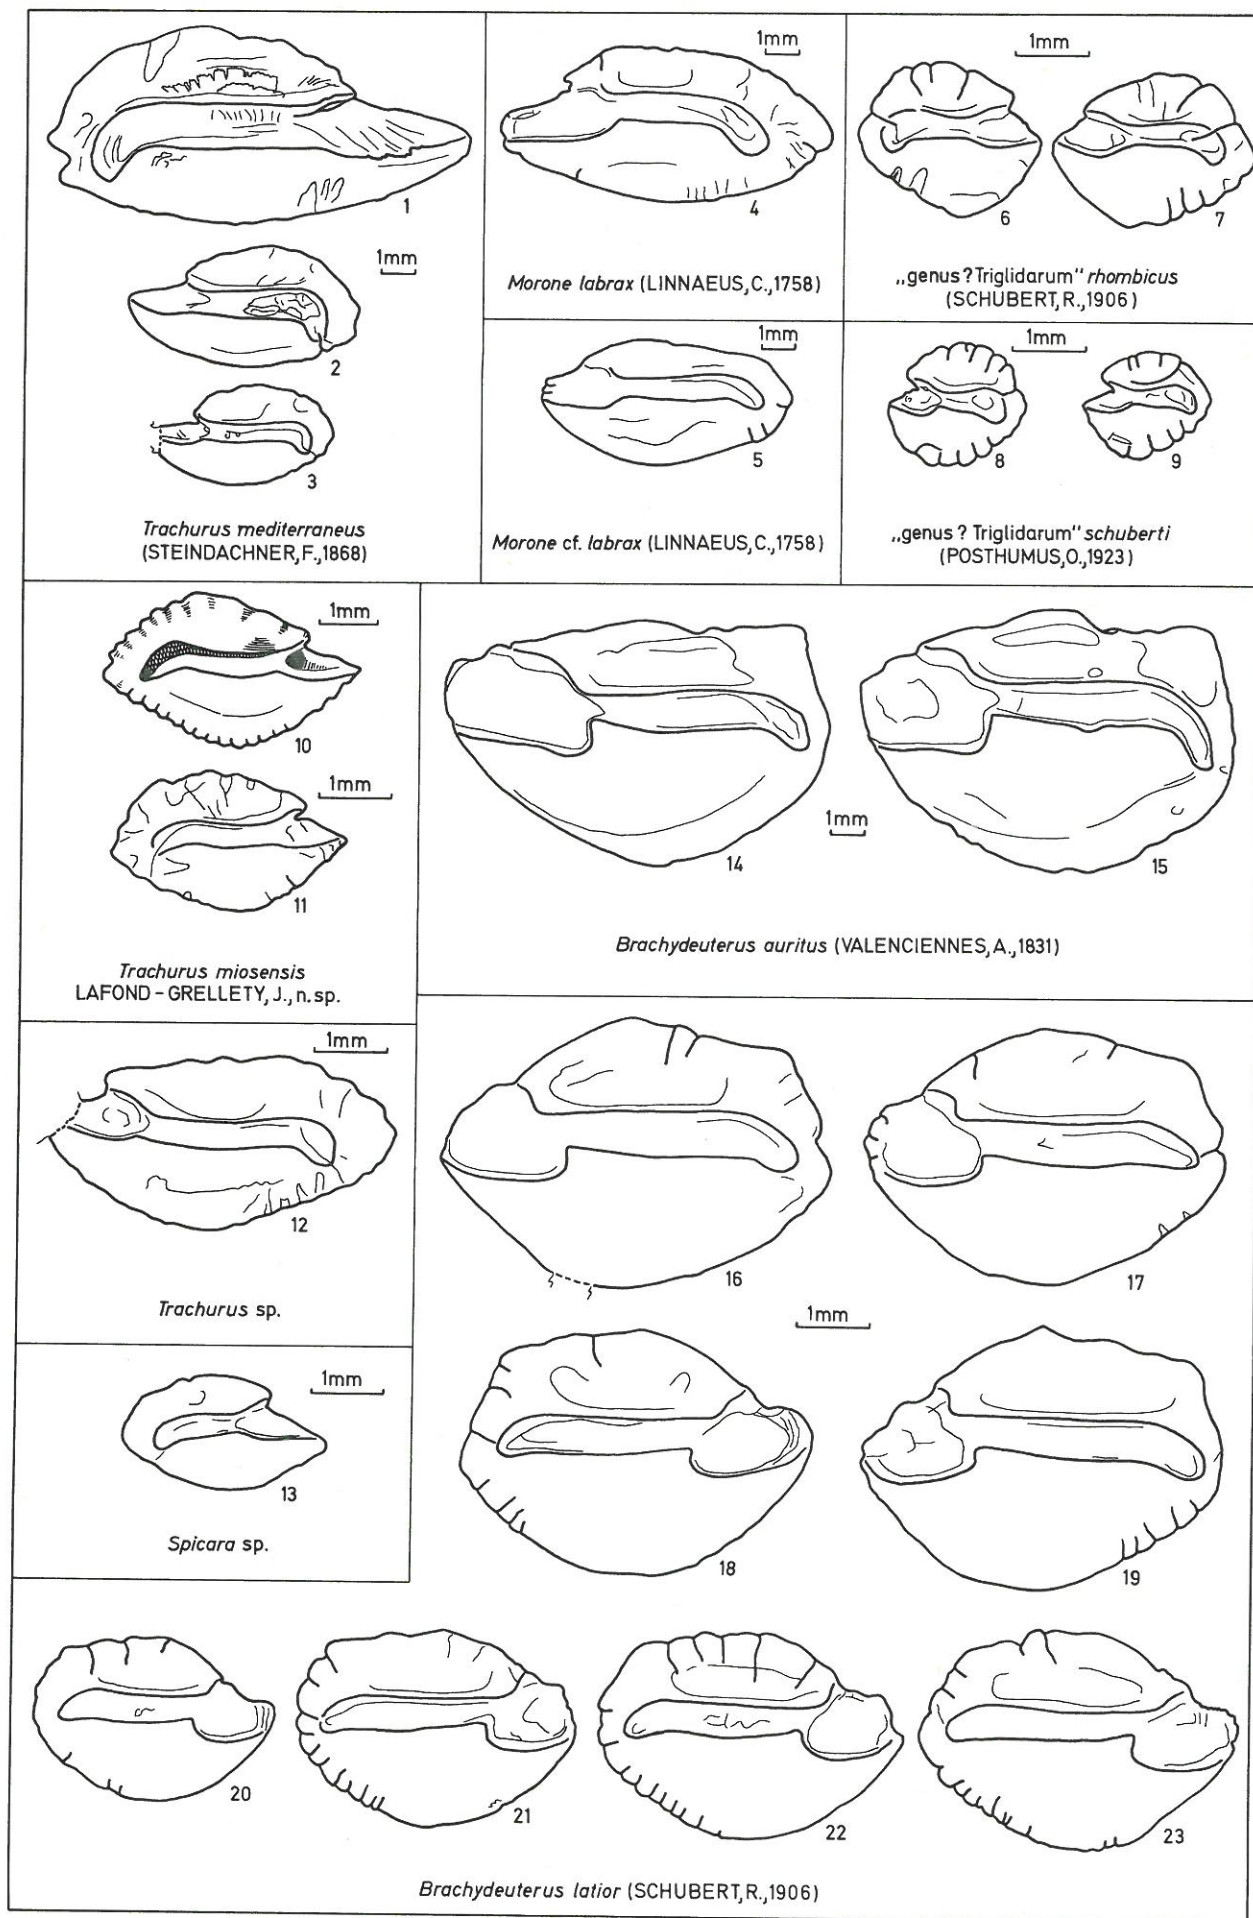 1
1mm
2
3
Trachurus mediterraneus
(STEINDACHNER, F., 1868)
1mm
4
Morone labrax (LINNAEUS, C., 1758)
1mm
5
Morone cf. labrax (LINNAEUS, C., 1758)
1mm
6
7
„genus ? Triglidarum" rhombicus
(SCHUBERT, R., 1906)
1mm
8
9
„genus ? Triglidarum" schuberti
(POSTHUMUS, O., 1923)
1mm
10
1mm
11
Trachurus miosensis
LAFOND-GRELLETY, J., n. sp.
14
1mm
15
Brachydeuterus auritus (VALENCIENNES, A., 1831)
1mm
12
Trachurus sp.
1mm
13
Spicara sp.
16
17
1mm
18
19
20
21
22
23
Brachydeuterus latior (SCHUBERT, R., 1906)